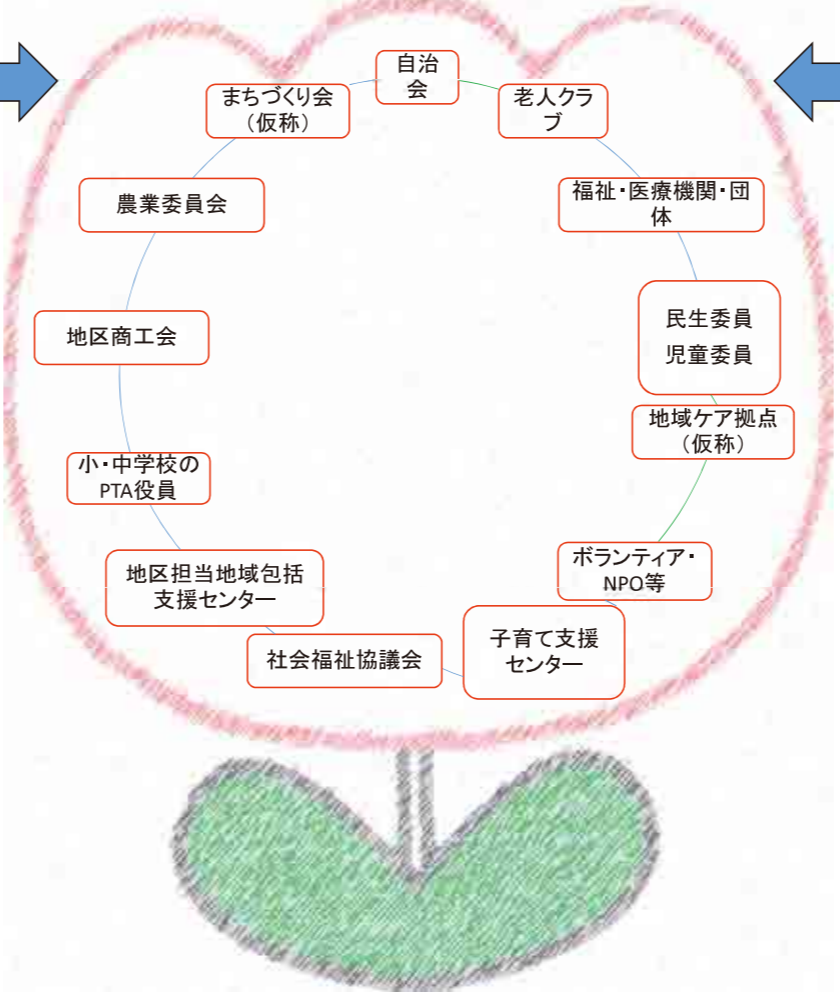 自治
会
老人クラ
ブ
福祉・医療機関・団
体
民生委員
児童委員
地域ケア拠点
（仮称）
ボランティア・
NPO等
子育て支援
センター
社会福祉協議会
地区担当地域包括
支援センター
小・中学校の
PTA役員
地区商工会
農業委員会
まちづくり会
（仮称）